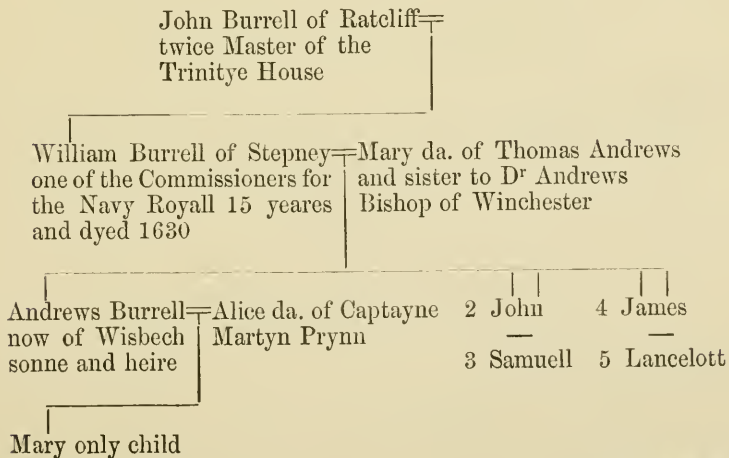 John Burrell of Ratcliff
twice Master of the
Trinitye House
William Burrell of Stepney
one of the Commissioners for
the Navy Royall 15 yeares
and dyed 1630
Mary da. of Thomas Andrews
and sister to Dr Andrews
Bishop of Winchester
Andrews Burrell
now of Wisbech
sonne and heire
Alice da. of Captayne
Martyn Prynn
2 John
3 Samuell
4 James
5 Lancelott
Mary only child